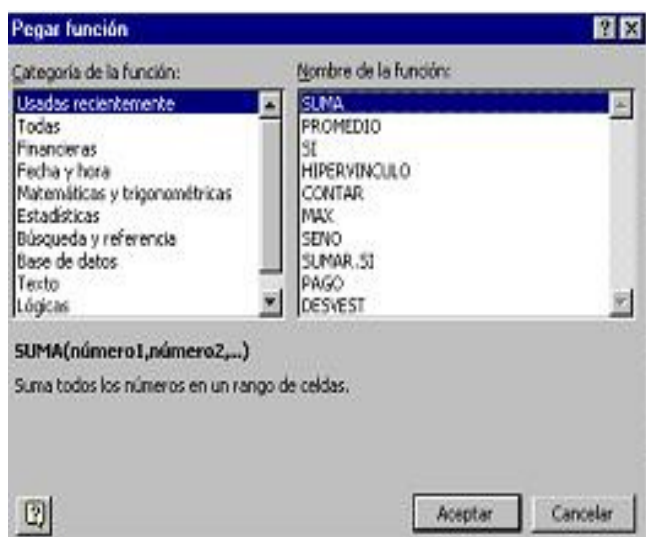 Pegar función
Categoría de la función:
Usadas recientemente
Todas
Financieras
Fecha y hora
Matemáticas y trigonométricas
Estadísticas
Búsqueda y referencia
Base de datos
Texto
Lógicas
Nombre de la función:
SUMA
PROMEDIO
SI
HIPERVINCULO
CONTAR
MAX
SENO
SUMAR.SI
PAGO
DESVEST
SUMA(número1,número2,...)
Suma todos los números en un rango de celdas.
Aceptar
Cancelar